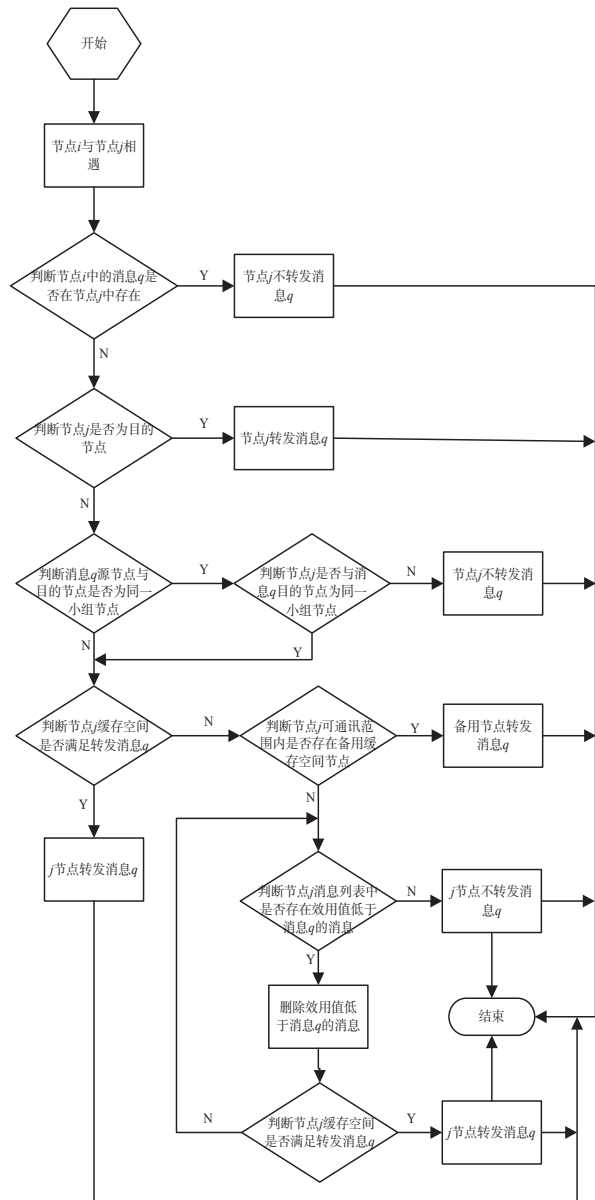 开始
节点i与节点j相
遇
判断节点i中的消息q是
否在节点j中存在
Y
节点j不转发消
息q
N
判断节点j是否为目的
节点
Y
节点j转发消息q
N
判断消息q源节点与
目的节点是否为同一
小组节点
Y
判断节点j是否与消
息q目的节点为同一
小组节点
N
节点j不转发消
息q
N
Y
判断节点j缓存空间
是否满足转发消息q
N
判断节点j可通讯范
围内是否存在备用缓
存空间节点
Y
备用节点转发
消息q
Y
N
j节点转发消息q
判断节点j消息列表中
是否存在效用值低于
消息q的消息
N
j节点不转发消
息q
Y
删除效用值低
于消息q的消息
结束
N
判断节点j缓存空间
是否满足转发消息q
Y
j节点转发消息q